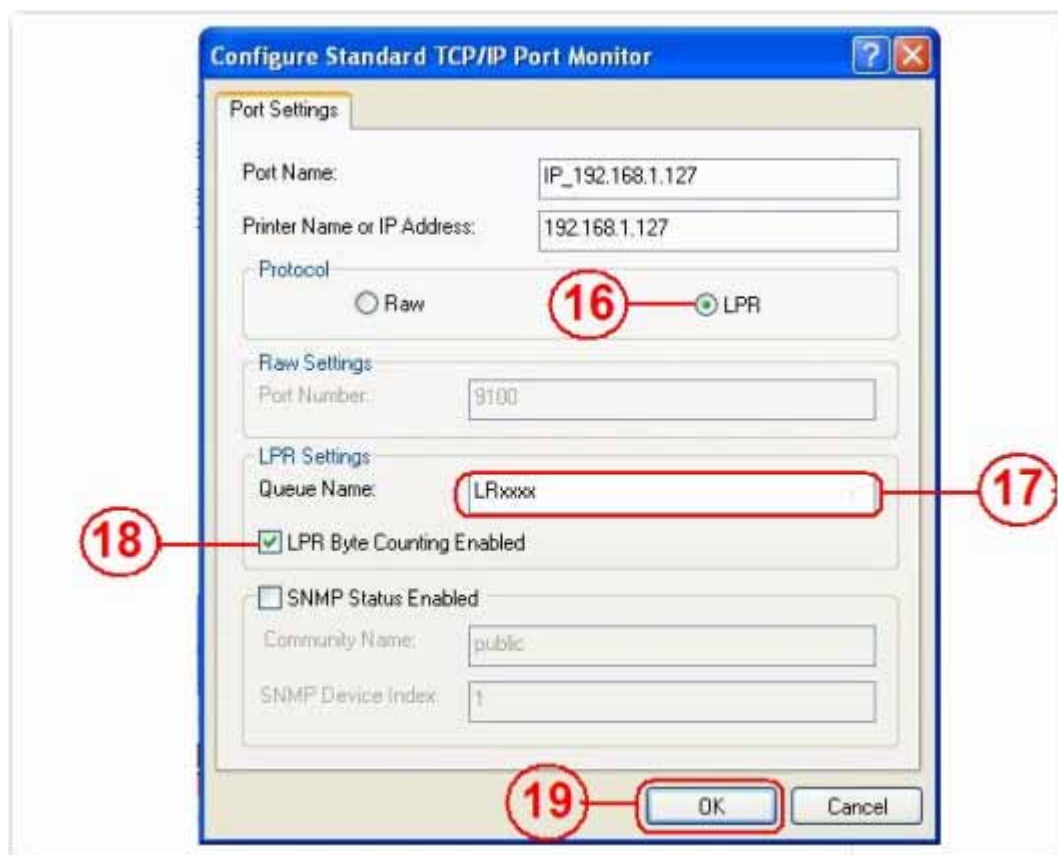 Configure Standard TCP/IP Port Monitor
Port Settings
Port Name: IP_192.168.1.127
Printer Name or IP Address: 192.168.1.127
Protocol
Raw 16 LPR
Raw Settings
Port Number: 9100
LPR Settings
Queue Name: LRxxxx 17
18 LPR Byte Counting Enabled
SNMP Status Enabled
Community Name: public
SNMP Device Index: 1
19 OK Cancel